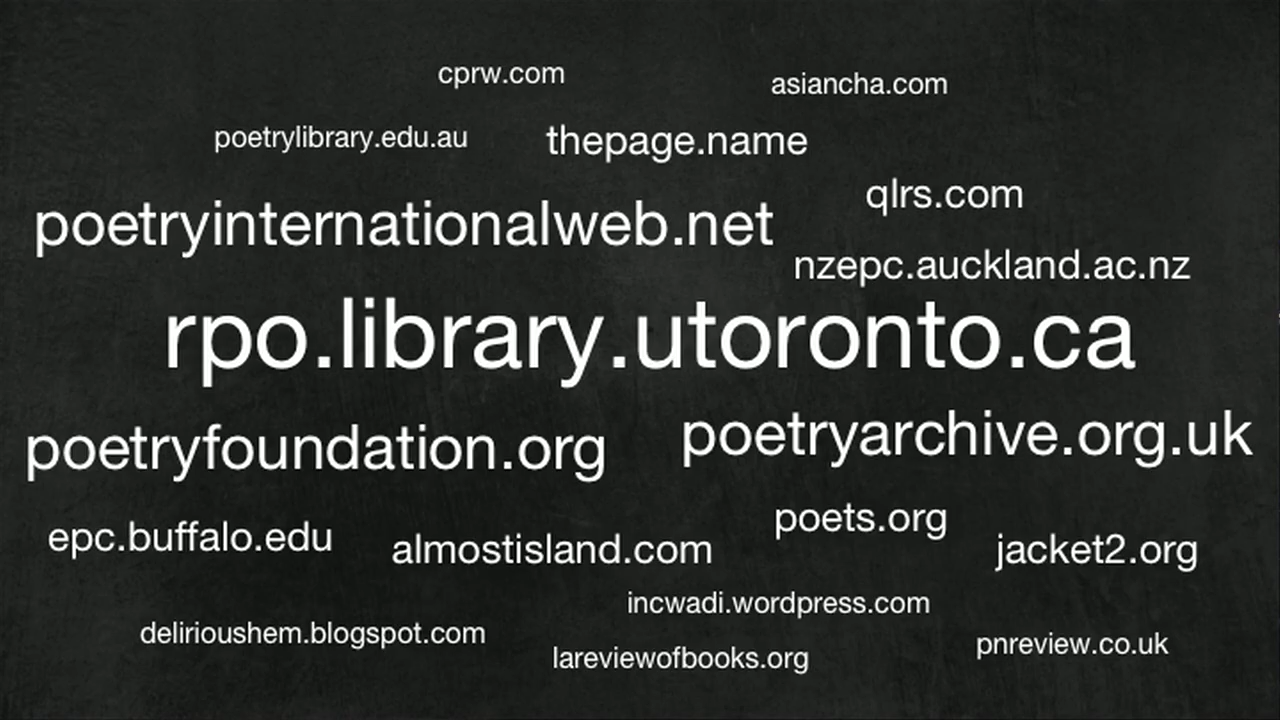 cprw.com
asiancha.com
poetrylibrary.edu.au
thepage.name
qlrs.com
poetryinternationalweb.net
nzepc.auckland.ac.nz
rpo.library.utoronto.ca
poetryfoundation.org
poetryarchive.org.uk
epc.buffalo.edu
almostisland.com
poets.org
jacket2.org
incwadi.wordpress.com
delirioushem.blogspot.com
lareviewofbooks.org
pnreview.co.uk